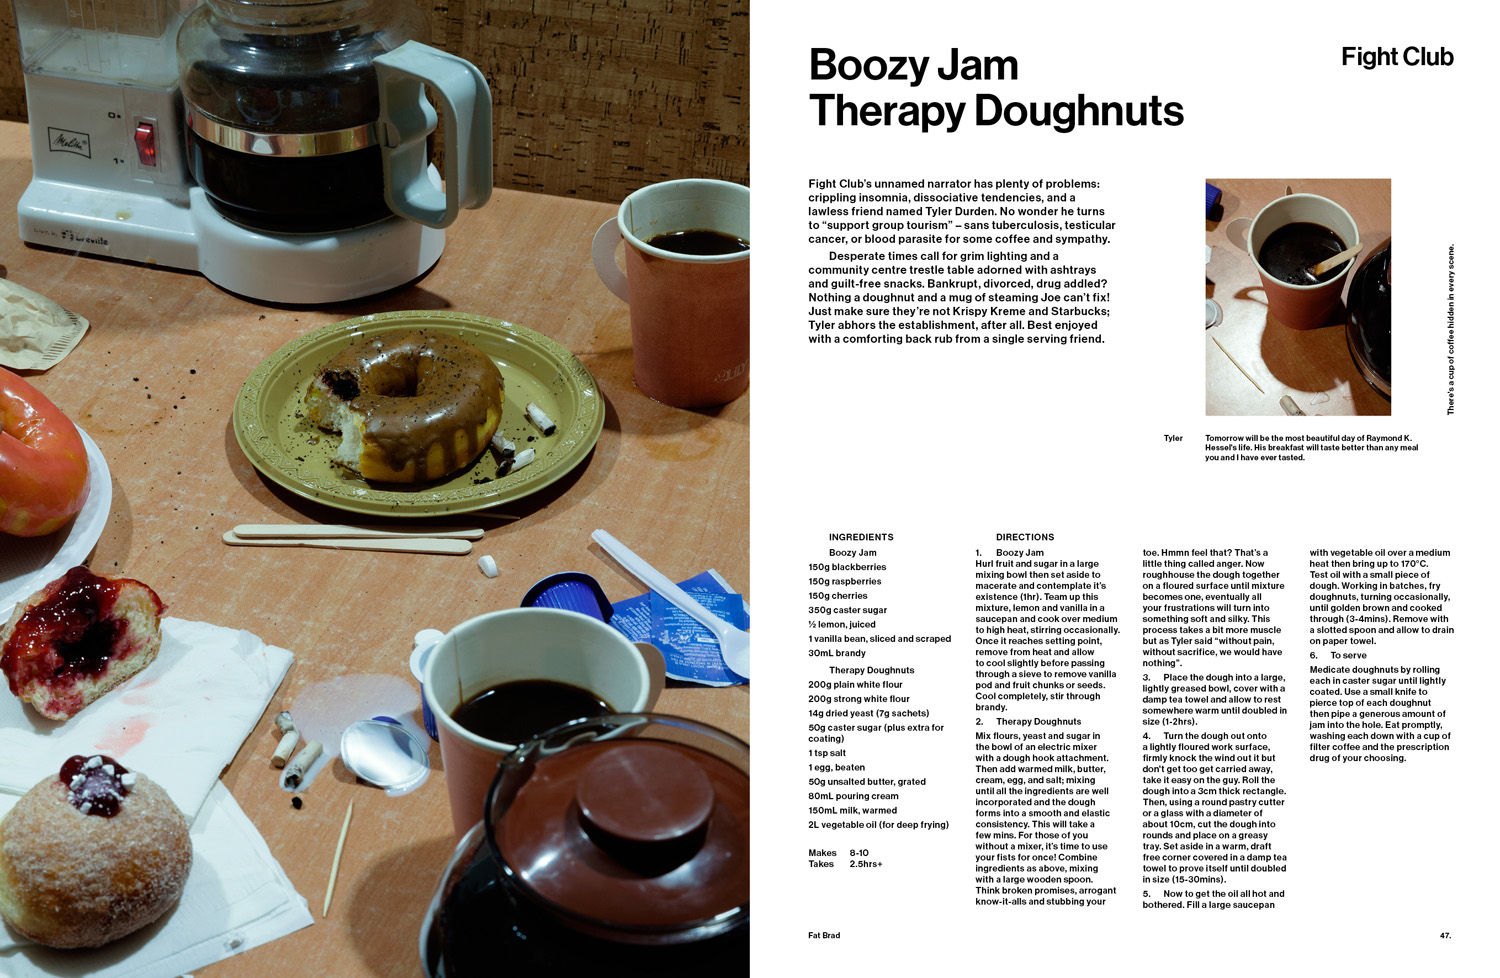 Melitta
Breville
Boozy Jam
Therapy Doughnuts
Fight Club
Fight Club's unnamed narrator has plenty of problems:
crippling insomnia, dissociative tendencies, and a
lawless friend named Tyler Durden. No wonder he turns
to “support group tourism” – sans tuberculosis, testicular
cancer, or blood parasite for some coffee and sympathy.
Desperate times call for grim lighting and a
community centre trestle table adorned with ashtrays
and guilt-free snacks. Bankrupt, divorced, drug addled?
Nothing a doughnut and a mug of steaming Joe can't fix!
Just make sure they're not Krispy Kreme and Starbucks;
Tyler abhors the establishment, after all. Best enjoyed
with a comforting back rub from a single serving friend.
There's a cup of coffee hidden in every scene.
Tyler
Tomorrow will be the most beautiful day of Raymond K.
Hessel's life. His breakfast will taste better than any meal
you and I have ever tasted.
INGREDIENTS
Boozy Jam
150g blackberries
150g raspberries
150g cherries
350g caster sugar
½ lemon, juiced
1 vanilla bean, sliced and scraped
30mL brandy
Therapy Doughnuts
200g plain white flour
200g strong white flour
14g dried yeast (7g sachets)
50g caster sugar (plus extra for
coating)
1 tsp salt
1 egg, beaten
50g unsalted butter, grated
80mL pouring cream
150mL milk, warmed
2L vegetable oil (for deep frying)
Makes 8-10
Takes 2.5hrs+
DIRECTIONS
1. Boozy Jam
Hurl fruit and sugar in a large
mixing bowl then set aside to
macerate and contemplate it's
existence (1hr). Team up this
mixture, lemon and vanilla in a
saucepan and cook over medium
to high heat, stirring occasionally.
Once it reaches setting point,
remove from heat and allow
to cool slightly before passing
through a sieve to remove vanilla
pod and fruit chunks or seeds.
Cool completely, stir through
brandy.
2. Therapy Doughnuts
Mix flours, yeast and sugar in
the bowl of an electric mixer
with a dough hook attachment.
Then add warmed milk, butter,
cream, egg, and salt; mixing
until all the ingredients are well
incorporated and the dough
forms into a smooth and elastic
consistency. This will take a
few mins. For those of you
without a mixer, it's time to use
your fists for once! Combine
ingredients as above, mixing
with a large wooden spoon.
Think broken promises, arrogant
know-it-alls and stubbing your
toe. Hmmn feel that? That's a
little thing called anger. Now
roughhouse the dough together
on a floured surface until mixture
becomes one, eventually all
your frustrations will turn into
something soft and silky. This
process takes a bit more muscle
but as Tyler said “without pain,
without sacrifice, we would have
nothing”.
3. Place the dough into a large,
lightly greased bowl, cover with a
damp tea towel and allow to rest
somewhere warm until doubled in
size (1-2hrs).
4. Turn the dough out onto
a lightly floured work surface,
firmly knock the wind out it but
don't get too get carried away,
take it easy on the guy. Roll the
dough into a 3cm thick rectangle.
Then, using a round pastry cutter
or a glass with a diameter of
about 10cm, cut the dough into
rounds and place on a greasy
tray. Set aside in a warm, draft
free corner covered in a damp tea
towel to prove itself until doubled
in size (15-30mins).
5. Now to get the oil all hot and
bothered. Fill a large saucepan
with vegetable oil over a medium
heat then bring up to 170°C.
Test oil with a small piece of
dough. Working in batches, fry
doughnuts, turning occasionally,
until golden brown and cooked
through (3-4mins). Remove with
a slotted spoon and allow to drain
on paper towel.
6. To serve
Medicate doughnuts by rolling
each in caster sugar until lightly
coated. Use a small knife to
pierce top of each doughnut
then pipe a generous amount of
jam into the hole. Eat promptly,
washing each down with a cup of
filter coffee and the prescription
drug of your choosing.
Fat Brad
47.